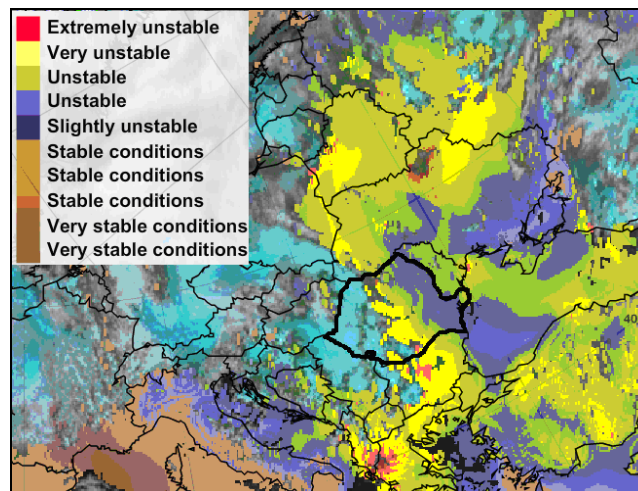 Extremely unstable
Very unstable
Unstable
Unstable
Slightly unstable
Stable conditions
Stable conditions
Stable conditions
Very stable conditions
Very stable conditions
40